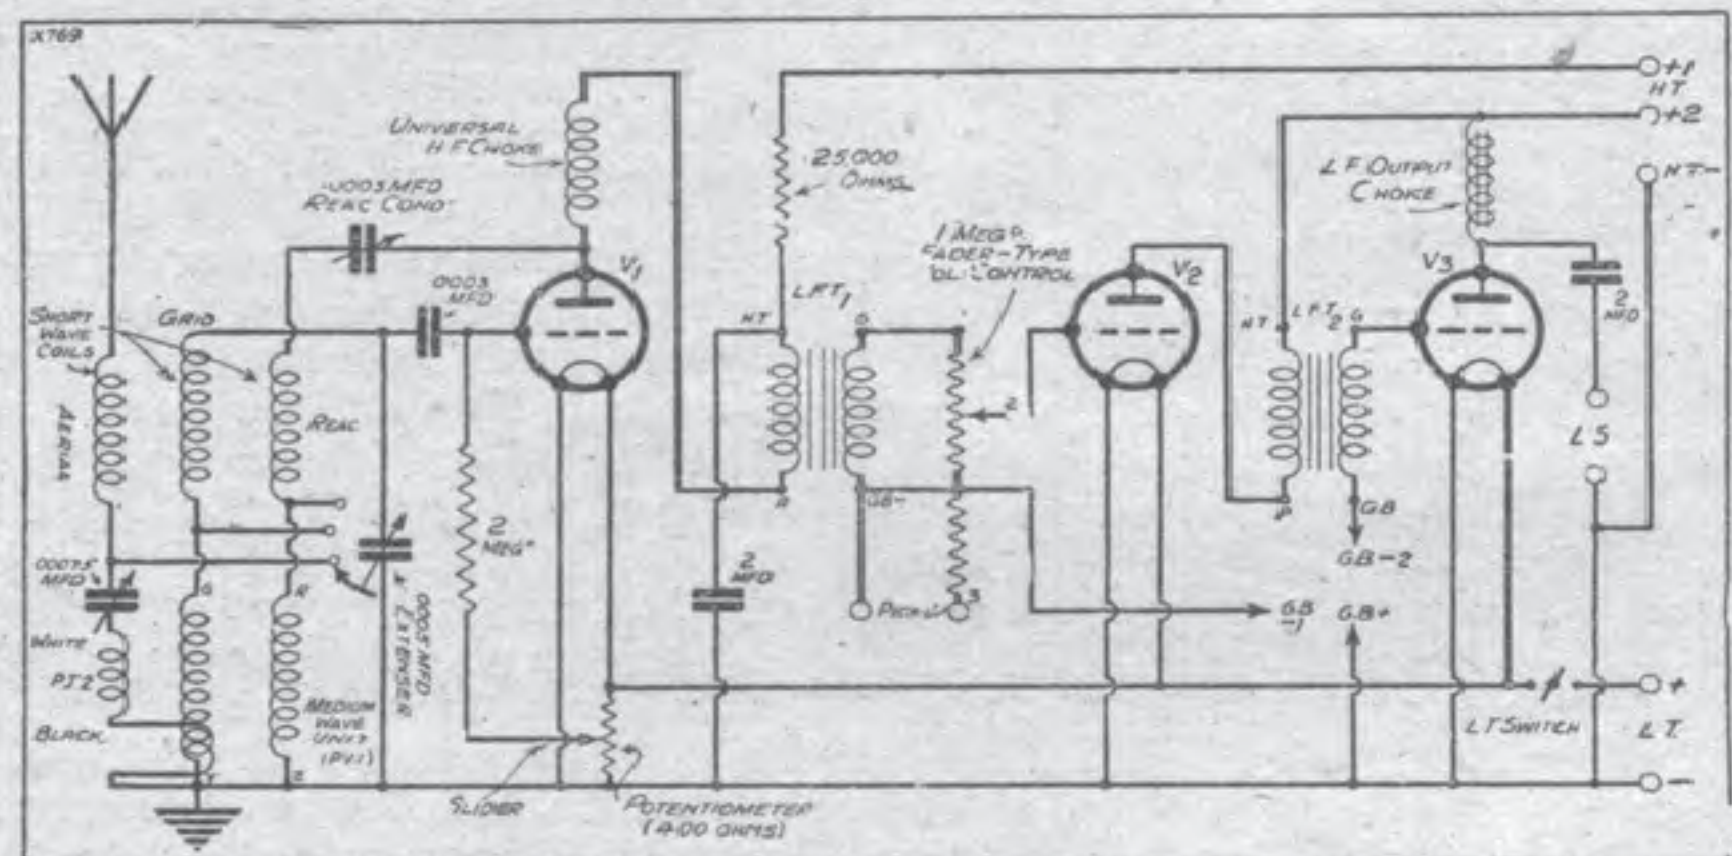 X769
UNIVERSAL
H F CHOKE
.0003 MFD
REAC COND
SHORT
WAVE
COILS
GRID
REAC
AERIAL
.0003
MFD
V1
25,000
OHMS
1 MEG
FADER-TYPE
VOL: CONTROL
HT
LFT1
G
2
V2
HT
LFT2
G
V3
L F OUTPUT
CHOKE
2
MFD
+1
HT
+2
HT-
L S
2
MEG
P
GB-
PICK-U
3
2
MFD
P
GB
GB-2
GB
-1
GB+
.00075
MFD
WHITE
PJ2
BLACK
G
R
MEDIUM
WAVE
UNIT
(PVJ)
.0005 MFD
EXTENSER
SLIDER
POTENTIOMETER
(400 OHMS)
LT SWITCH
+
LT
-